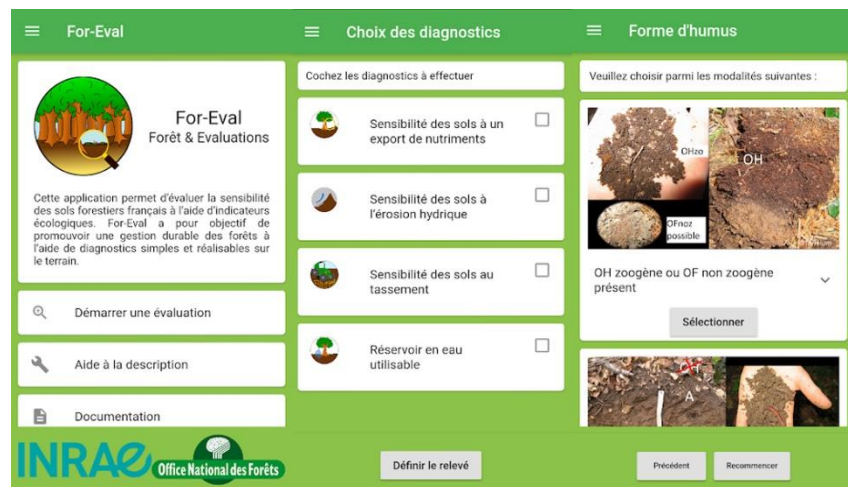 For-Eval
For-Eval
Forêt & Evaluations
Cette application permet d'évaluer la sensibilité
des sols forestiers français à l'aide d'indicateurs
écologiques. For-Eval a pour objectif de
promouvoir une gestion durable des forêts à
l'aide de diagnostics simples et réalisables sur
le terrain.
Démarrer une évaluation
Aide à la description
Documentation
INRAE
Office National des Forêts
Choix des diagnostics
Cochez les diagnostics à effectuer
Sensibilité des sols à un
export de nutriments
Sensibilité des sols à
l'érosion hydrique
Sensibilité des sols au
tassement
Réservoir en eau
utilisable
Définir le relevé
Forme d'humus
Veuillez choisir parmi les modalités suivantes :
OHzo
OH
OFnoz
possible
OH zoogène ou OF non zoogène
présent
Sélectionner
A
Précédent
Recommencer